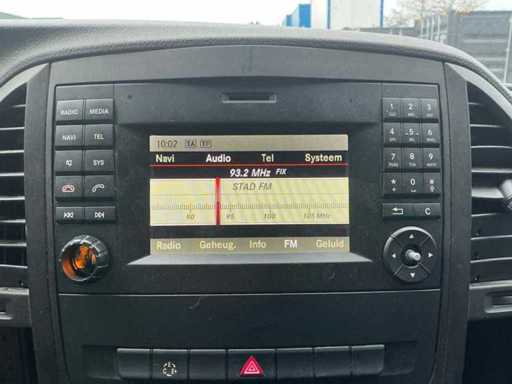 RADIO MEDIA
NAVI TEL
SYS
10:02 TA TP
Navi Audio Tel Systeem
93.2 MHz FIX
STAD FM
90 95 100 105 MHz
Radio Geheug. Info FM Geluid
1 2 3
4 5 6
7 8 9
* 0 #
C